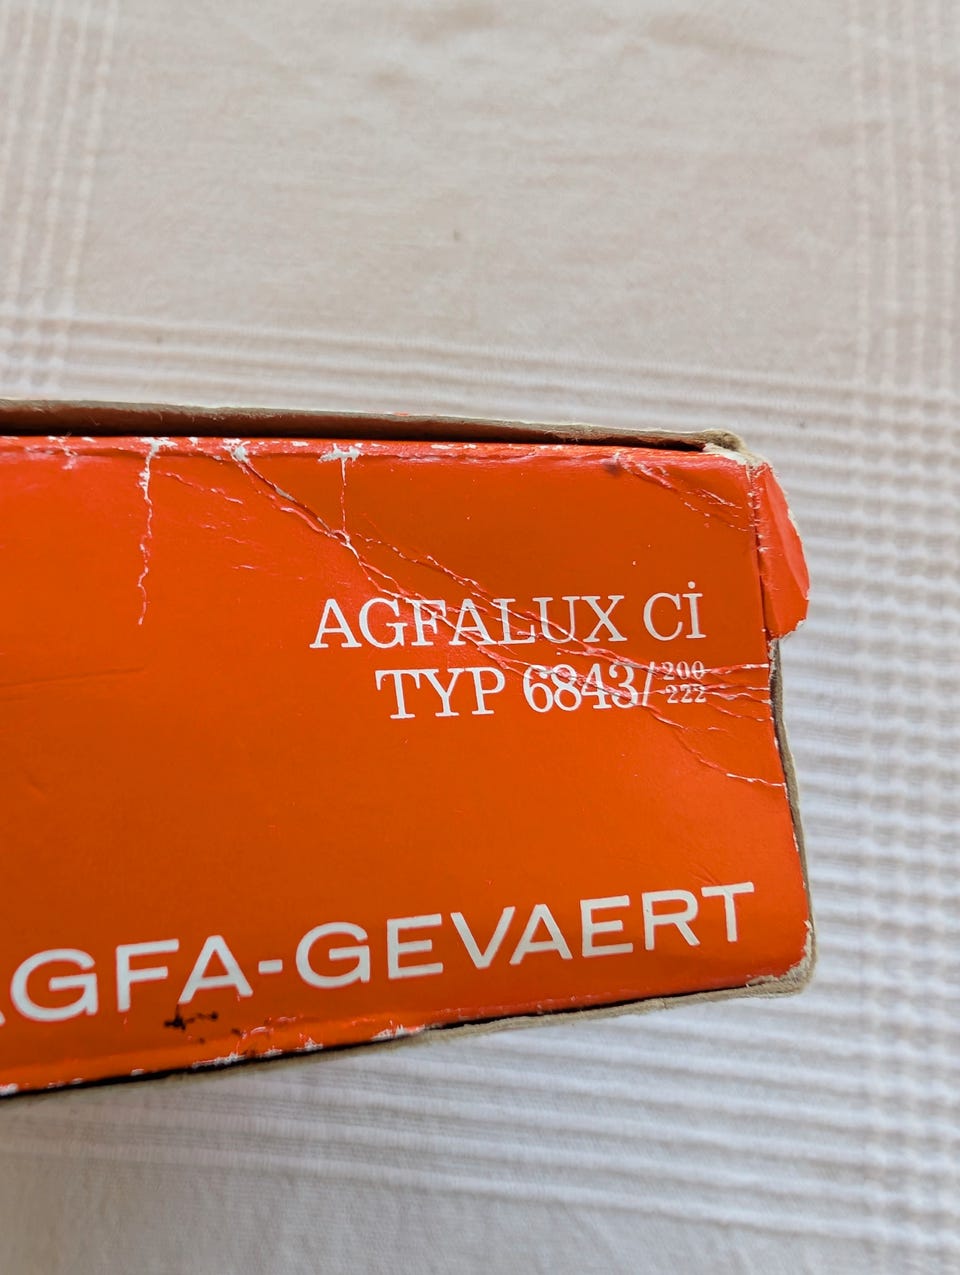 AGFALUX Cİ
TYP 6843/200
222
AGFA-GEVAERT